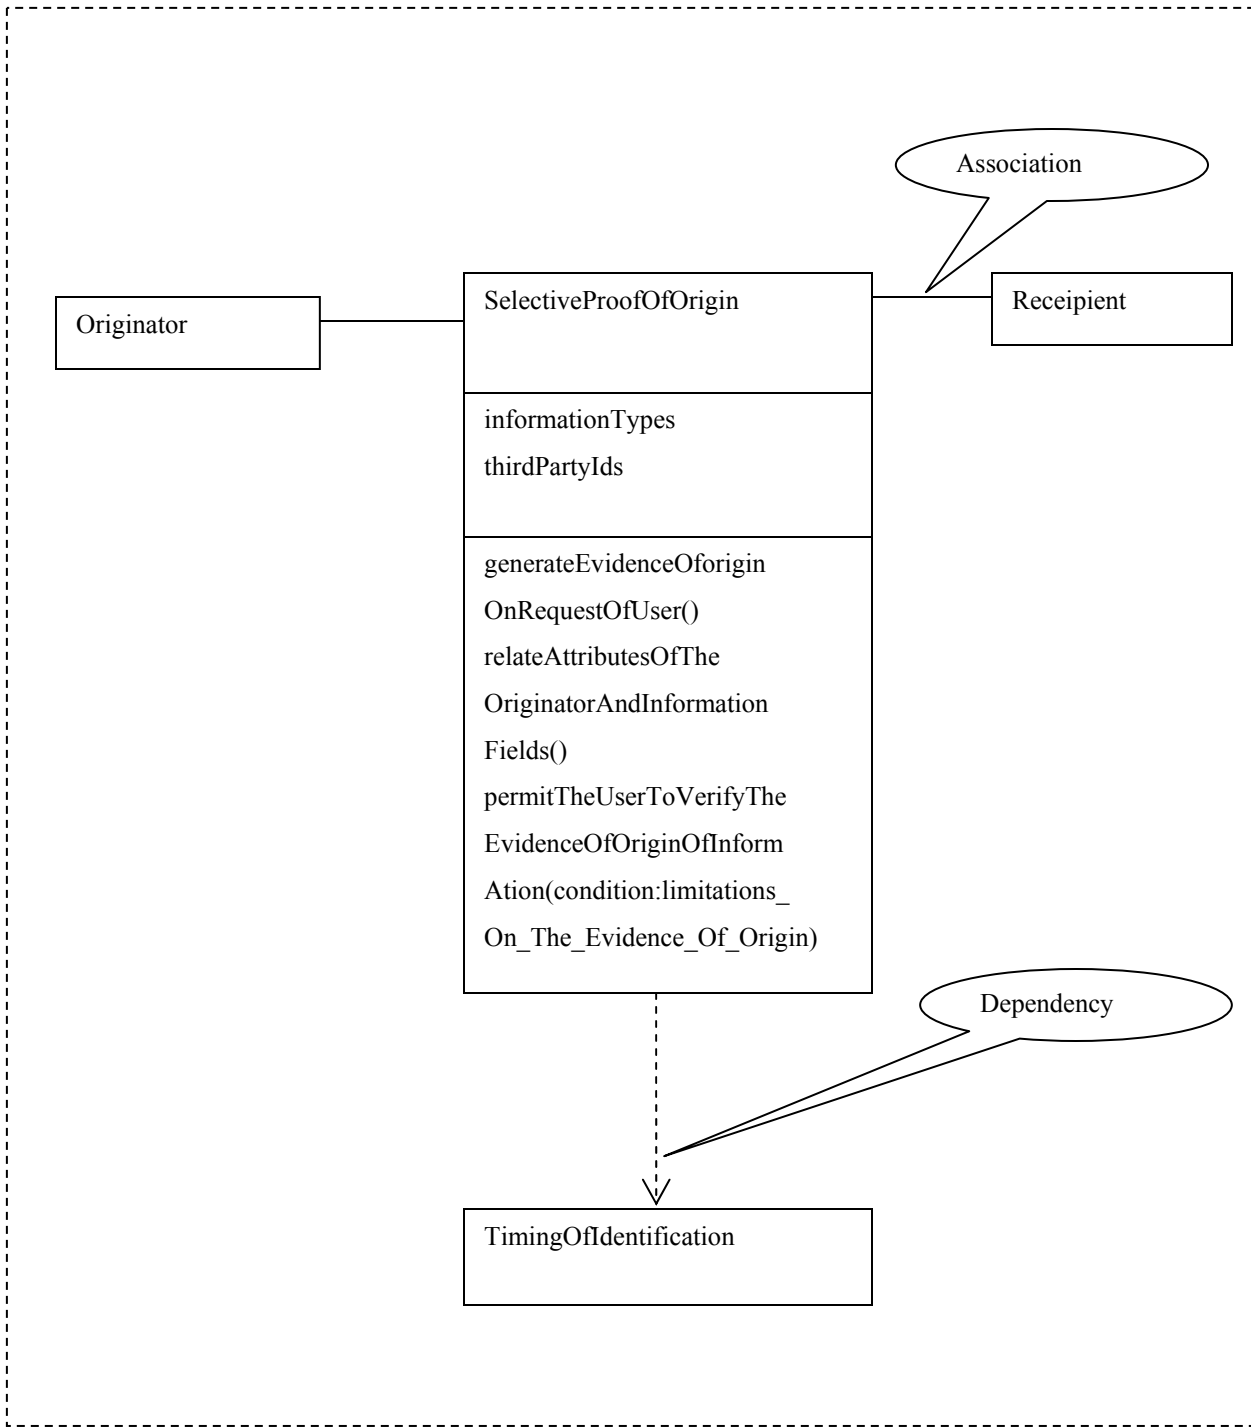 Association
Originator
SelectiveProofOfOrigin
Receipient
informationTypes
thirdPartyIds
generateEvidenceOforigin
OnRequestOfUser()
relateAttributesOfThe
OriginatorAndInformation
Fields()
permitTheUserToVerifyThe
EvidenceOfOriginOfInform
Ation(condition:limitations_
On_The_Evidence_Of_Origin)
Dependency
TimingOfIdentification